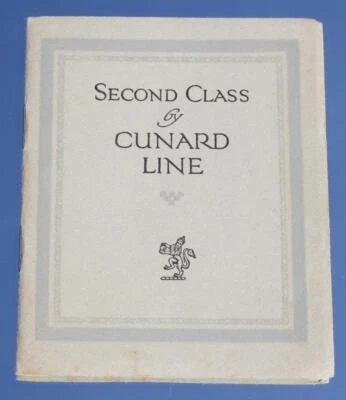 SECOND CLASS
by
CUNARD
LINE